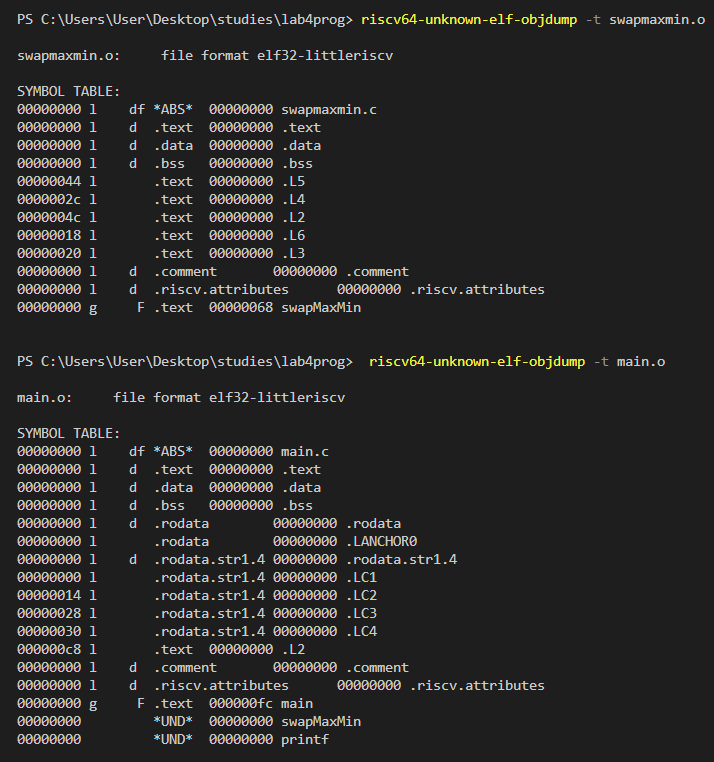 PS C:\Users\User\Desktop\studies\lab4prog> riscv64-unknown-elf-objdump -t swapmaxmin.o
swapmaxmin.o:     file format elf32-littleriscv
SYMBOL TABLE:
00000000 l    df *ABS*  00000000 swapmaxmin.c
00000000 l    d  .text  00000000 .text
00000000 l    d  .data  00000000 .data
00000000 l    d  .bss   00000000 .bss
00000044 l       .text  00000000 .L5
0000002c l       .text  00000000 .L4
0000004c l       .text  00000000 .L2
00000018 l       .text  00000000 .L6
00000020 l       .text  00000000 .L3
00000000 l    d  .comment       00000000 .comment
00000000 l    d  .riscv.attributes      00000000 .riscv.attributes
00000000 g     F .text  00000068 swapMaxMin
PS C:\Users\User\Desktop\studies\lab4prog>  riscv64-unknown-elf-objdump -t main.o
main.o:     file format elf32-littleriscv
SYMBOL TABLE:
00000000 l    df *ABS*  00000000 main.c
00000000 l    d  .text  00000000 .text
00000000 l    d  .data  00000000 .data
00000000 l    d  .bss   00000000 .bss
00000000 l    d  .rodata        00000000 .rodata
00000000 l       .rodata        00000000 .LANCHOR0
00000000 l    d  .rodata.str1.4 00000000 .rodata.str1.4
00000000 l       .rodata.str1.4 00000000 .LC1
00000014 l       .rodata.str1.4 00000000 .LC2
00000028 l       .rodata.str1.4 00000000 .LC3
00000030 l       .rodata.str1.4 00000000 .LC4
000000c8 l       .text  00000000 .L2
00000000 l    d  .comment       00000000 .comment
00000000 l    d  .riscv.attributes      00000000 .riscv.attributes
00000000 g     F .text  000000fc main
00000000         *UND*  00000000 swapMaxMin
00000000         *UND*  00000000 printf